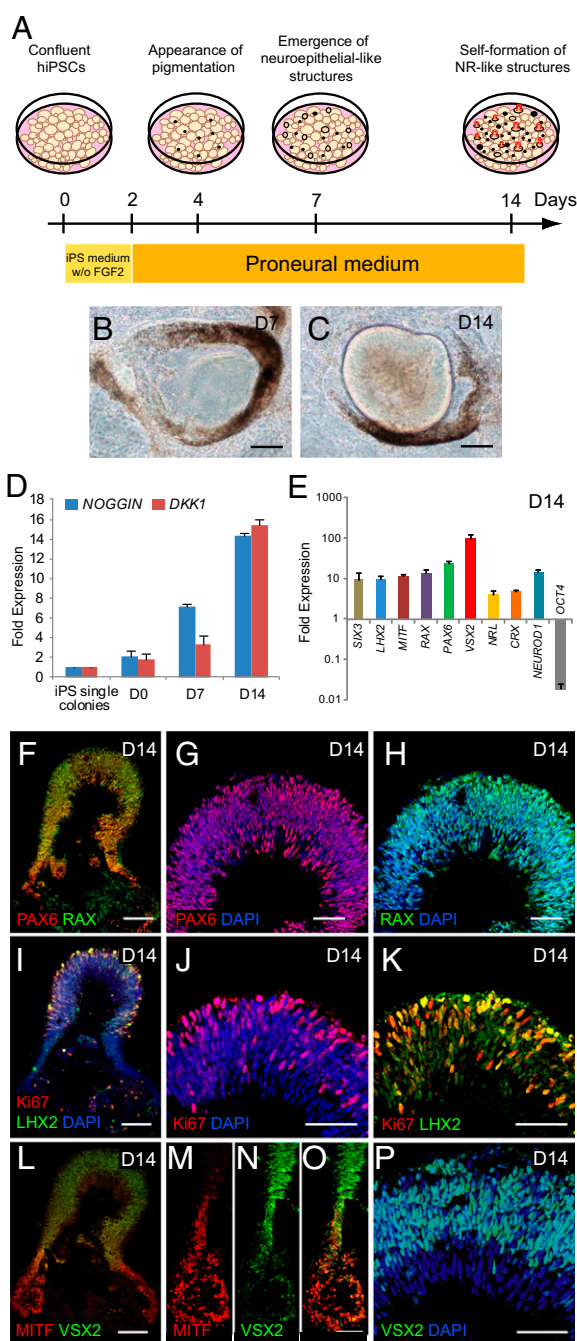 A
Confluent
hiPSCs
Appearance of
pigmentation
Emergence of
neuroepithelial-like
structures
Self-formation of
NR-like structures
0
2
4
7
14
Days
iPS medium
w/o FGF2
Proneural medium
B
D7
C
D14
D
NOGGIN
DKK1
Fold Expression
18
16
14
12
10
8
6
4
2
0
iPS single
colonies
D0
D7
D14
E
D14
Fold Expression
1000
100
10
1
0.1
0.01
SIX3
LHX2
MITF
RAX
PAX6
VSX2
NRL
CRX
NEUROD1
OCT4
F
D14
PAX6 RAX
G
D14
PAX6 DAPI
H
D14
RAX DAPI
I
D14
Ki67
LHX2 DAPI
J
D14
Ki67 DAPI
K
D14
Ki67 LHX2
L
D14
MITF VSX2
M
MITF
N
VSX2
O
P
D14
VSX2 DAPI